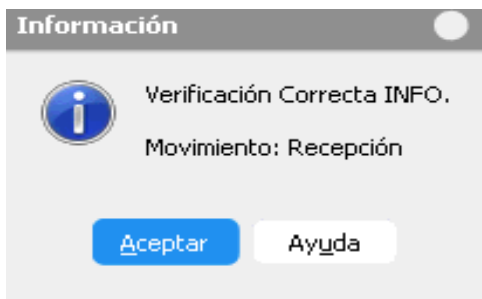 Información
Verificación Correcta INFO.
Movimiento: Recepción
Aceptar
Ayuda